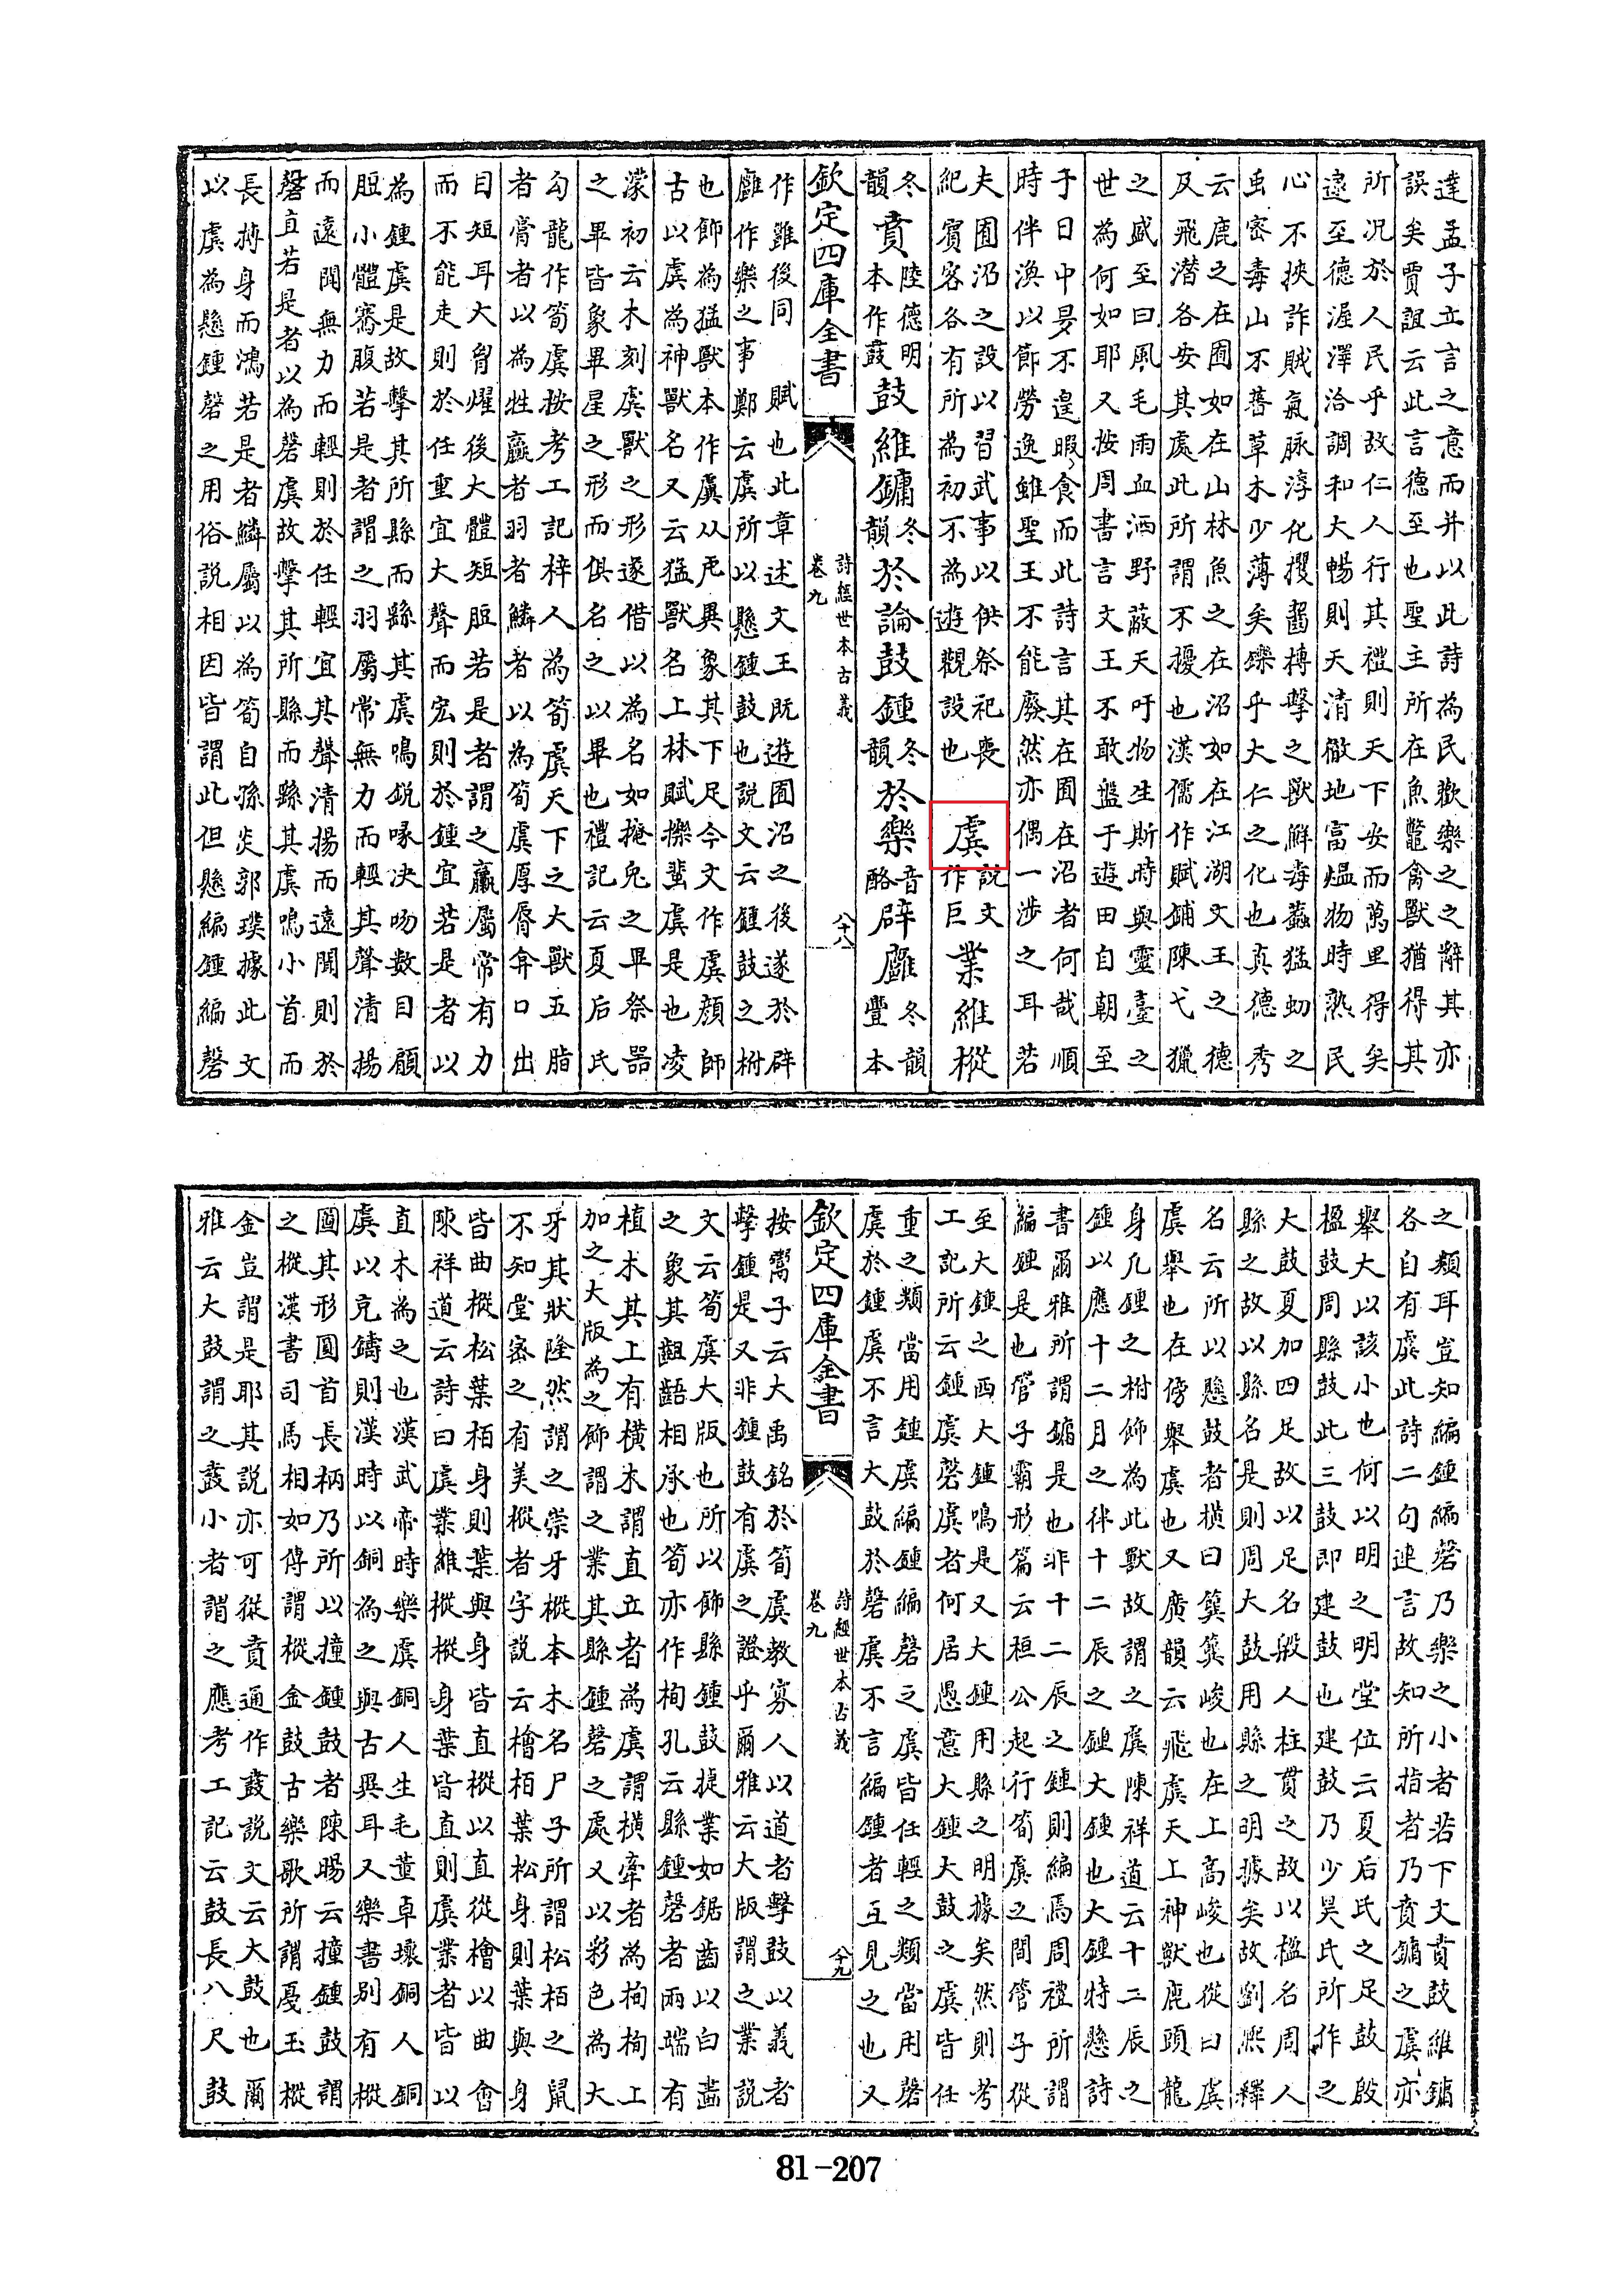 達孟子立言之意而并以此詩為民歡樂之之辭其亦
誤矣賈誼云此言德至也聖主所在魚鼈禽獸猶得其
所况於人民乎故仁人行其禮則天下安而萬里得矣
逮至德渥澤洽調和大暢則天清徹地富熅物時熟民
心不挾詐賊氣脉淳化攫齧搏擊之獸鮮毒蠚猛虭之
虫密毒山不蕃草木少薄矣鑠乎大仁之化也真德秀
云鹿之在囿如在山林魚之在沼如在江湖文王之德
及飛潛各安其處此所謂不擾也漢儒作賦鋪陳弋獵
之盛至曰風毛雨血洒野蔽天吁物生斯時與靈臺之
世為何如耶又按周書言文王不敢盤于遊田自朝至
于日中昃不遑暇食而此詩言其在囿在沼者何哉順
時伴渙以節勞逸雖聖王不能廢然亦偶一涉之耳若
夫囿沼之設以習武事以供祭祀喪
紀賓客各有所為初不為遊觀設也
虡說文作巨業維樅
冬韻賁陸德明本作鼖鼓維鏞冬韻於論鼓鍾冬韻於樂音酪辟廱冬韻豐本
欽定四庫全書
詩經世本古義
卷九
八十八
作雝後同 賦也此章述文王既遊囿沼之後遂於辟
廱作樂之事鄭云虡所以懸鍾鼓也說文云鍾鼓之柎
也飾為猛獸本作虡从虍異象其下足今文作虡顔師
古以虡為神獸名又云猛獸名上林賦擽蜚虡是也凌
濛初云木刻虡獸之形遂借以為名如掩兔之畢祭器
之畢皆象畢星之形而俱名之以畢也禮記云夏后氏
勾龍作筍虡按考工記梓人為筍虡天下之大獸五脂
者膏者以為牲臝者羽者鱗者以為筍虡厚脣弇口出
目短耳大胷燿後大體短脰若是者謂之臝屬常有力
而不能走則於任重宜大聲而宏則於鍾宜若是者以
為鍾虡是故擊其所縣而繇其虡鳴鋭喙决吻數目顧
脰小體騫腹若是者謂之羽屬常無力而輕其聲清揚
而遠聞無力而輕則於任輕宜其聲清揚而遠聞則於
磬宜若是者以為磬虡故擊其所縣而繇其虡鳴小首而
長摶身而鴻若是者鱗屬以為筍自孫炎郭璞據此文
以虡為懸鍾磬之用俗説相因皆謂此但懸編鍾編磬
之類耳豈知編鍾編磬乃樂之小者若下文賁鼓維鏞
各自有虡此詩二句連言故知所指者乃賁鏞之虡亦
舉大以該小也何以明之明堂位云夏后氏之足鼓殷
楹鼓周縣鼓此三鼓即建鼓也建鼓乃少昊氏所作之
大鼓夏加四足故以足名殷人柱貫之故以楹名周人
縣之故以縣名是則周大鼓用縣之明據矣故劉熙釋
名云所以懸鼓者橫曰簨簨峻也在上高峻也從曰虡
虡舉也在傍舉虡也又廣韻云飛虡天上神獸鹿頭龍
身凡鍾之柎飾為此獸故謂之虡陳祥道云十二辰之
鍾以應十二月之律十二辰之鍾大鍾也大鍾特懸詩
書爾雅所謂鏞是也非十二辰之鍾則編焉周禮所謂
編鍾是也管子霸形篇云桓公起行筍虡之間管子從
至大鍾之西大鍾鳴是又大鍾用縣之明據矣然則考
工記所云鍾虡磬虡者何居愚意大鍾大鼓之虡皆任
重之類當用鍾虡編鍾編磬之虡皆任輕之類當用磬
虡於鍾虡不言大鼓於磬虡不言編鍾者互見之也又
欽定四庫全書
詩經世本古義
卷九
八十九
按鬻子云大禹銘於筍虡教寡人以道者擊鼓以義者
擊鍾是又非鍾鼓有虡之證乎爾雅云大版謂之業說
文云筍虡大版也所以飾縣鍾鼓捷業如鋸齒以白畫
之象其齟齬相承也筍亦作栒孔云縣鍾磬者兩端有
植木其上有橫木謂直立者為虡謂橫牽者為栒栒上
加之大版為之飾謂之業其縣鍾磬之處又以彩色為大
牙其狀隆然謂之崇牙樅本木名尸子所謂松栢之鼠
不知堂密之有美樅者字説云檜栢葉松身則葉與身
皆曲樅松葉栢身則葉與身皆直樅以直從檜以曲會
陳祥道云詩曰虡業維樅樅身葉皆直則虡業者皆以
直木為之也漢武帝時樂虡銅人生毛董卓壞銅人銅
虡以充鑄則漢時以銅為之與古異耳又樂書别有樅
圓其形圓首長柄乃所以撞鍾鼓者陳暘云撞鍾鼓謂
之樅漢書司馬相如傳謂樅金鼓古樂歌所謂戛玉樅
金豈謂是耶其說亦可從賁通作鼖說文云大鼓也爾
雅云大鼓謂之鼖小者謂之應考工記云鼓長八尺鼓
81-207